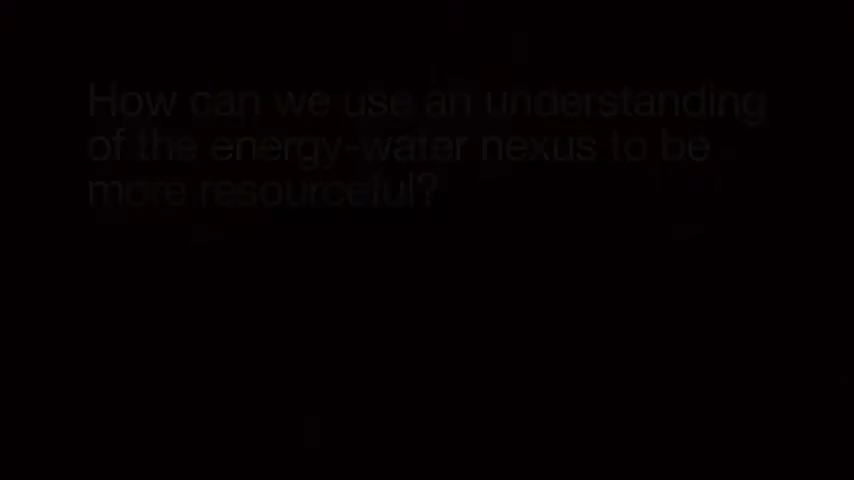 How can we use an understanding
of the energy-water nexus to be
more resourceful?